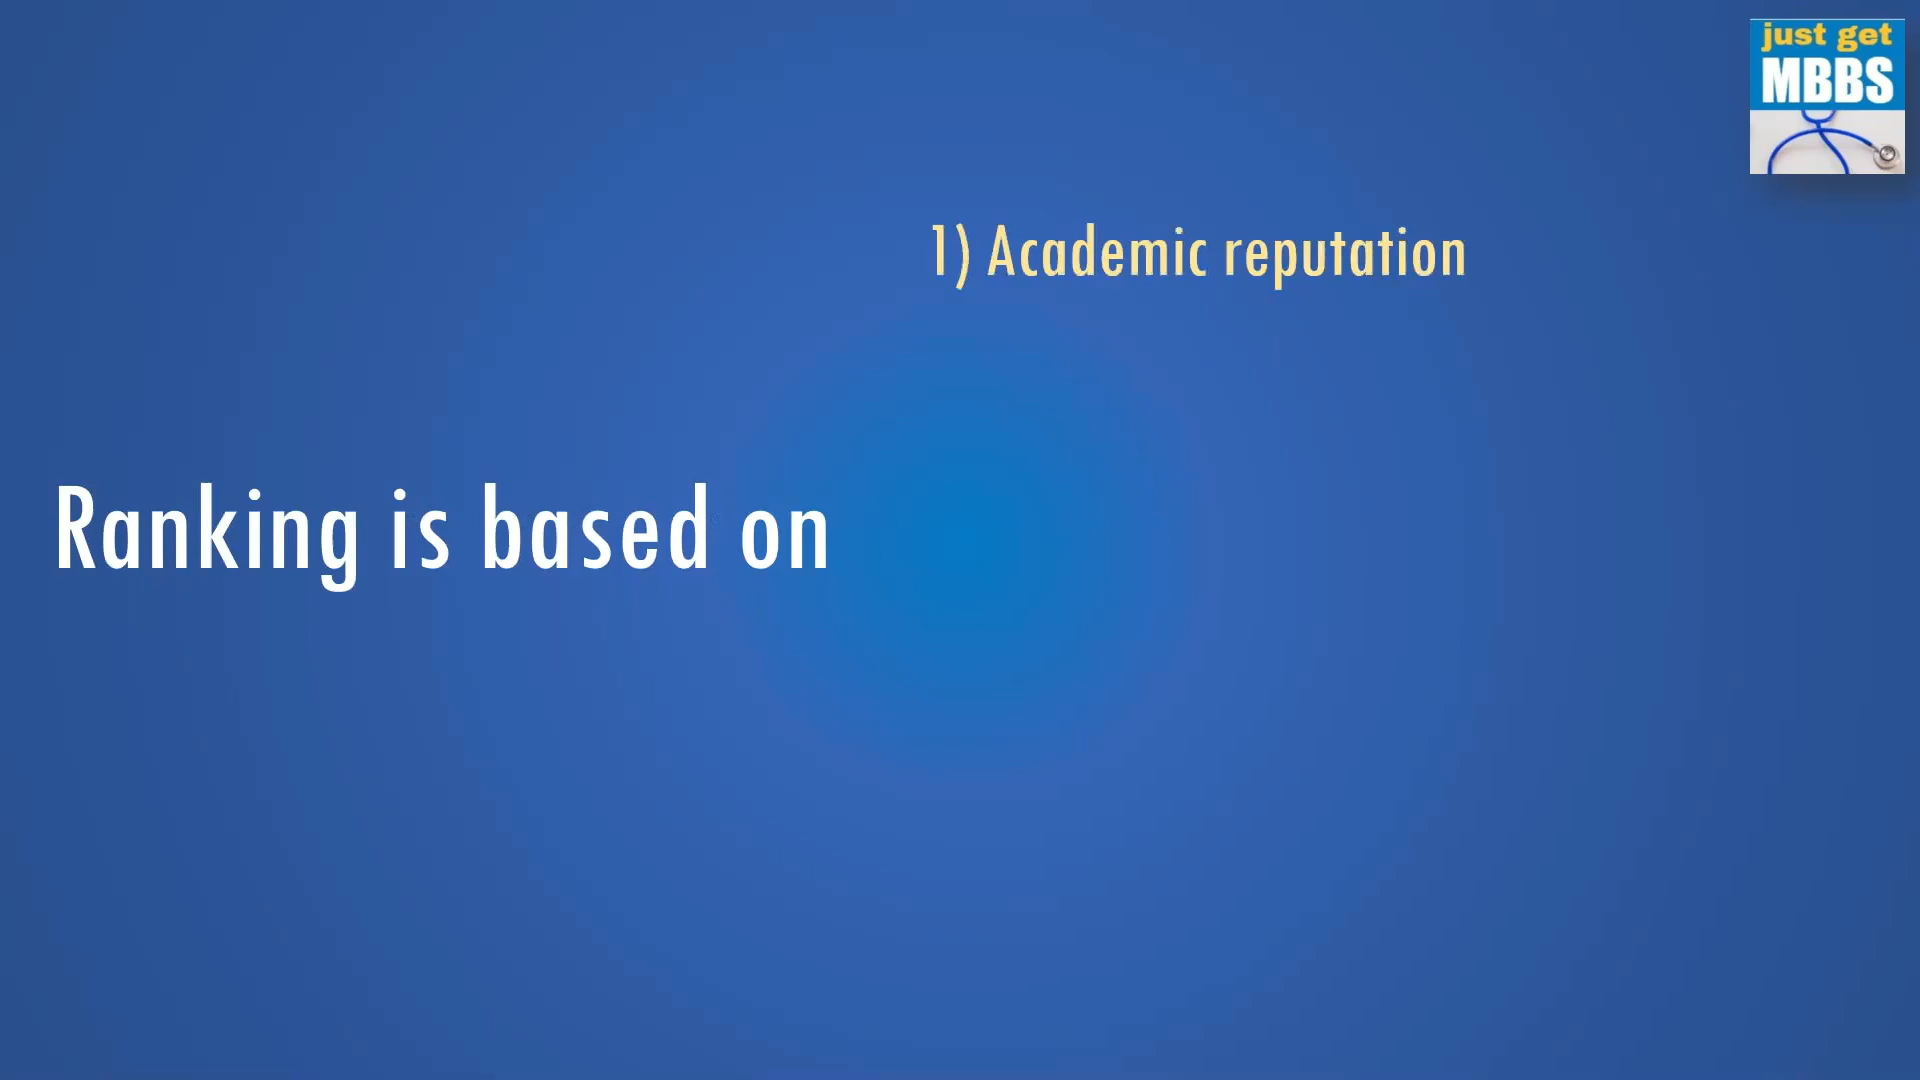 just get
MBBS
1) Academic reputation
Ranking is based on